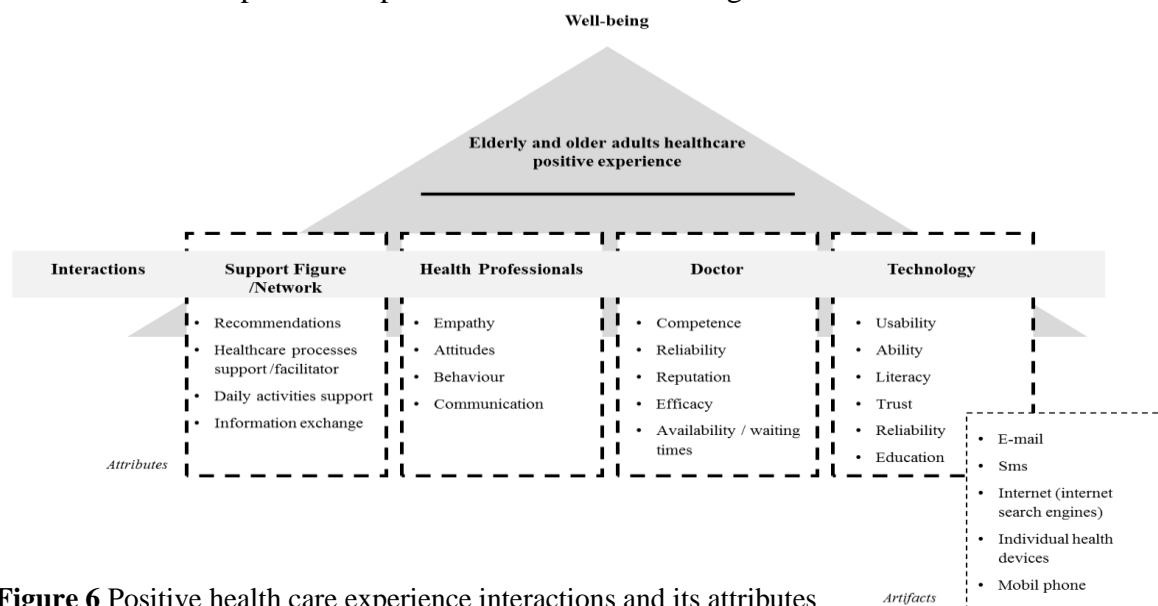 Well-being
Elderly and older adults healthcare
positive experience
Interactions
Support Figure
/Network
Health Professionals
Doctor
Technology
• Recommendations
• Healthcare processes
support /facilitator
• Daily activities support
• Information exchange
• Empathy
• Attitudes
• Behaviour
• Communication
• Competence
• Reliability
• Reputation
• Efficacy
• Availability / waiting
times
• Usability
• Ability
• Literacy
• Trust
• Reliability
• Education
Attributes
• E-mail
• Sms
• Internet (internet
search engines)
• Individual health
devices
• Mobil phone
Artifacts
Figure 6 Positive health care experience interactions and its attributes